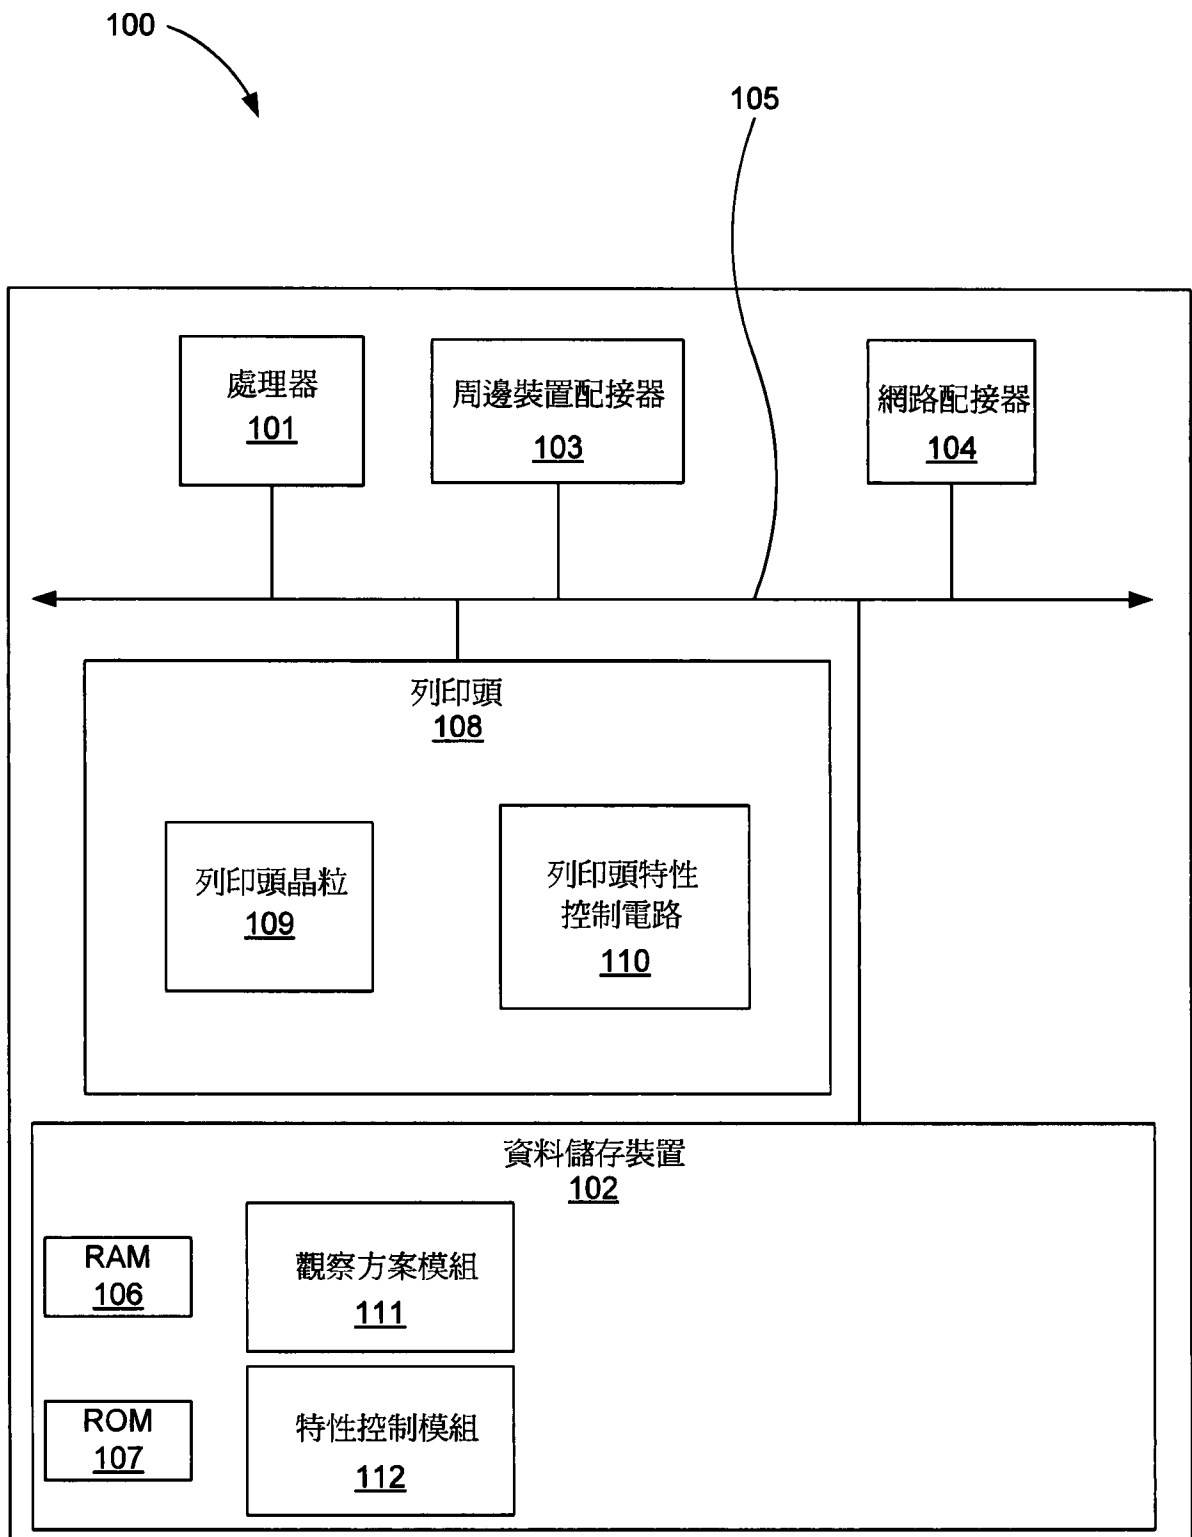 100
105
處理器
101
周邊裝置配接器
103
網路配接器
104
列印頭
108
列印頭晶粒
109
列印頭特性
控制電路
110
資料儲存裝置
102
RAM
106
觀察方案模組
111
ROM
107
特性控制模組
112